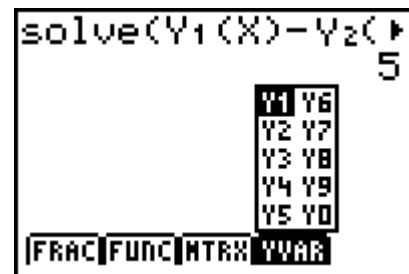 solve(Y₁(X)-Y₂(
5
Y1 Y6
Y2 Y7
Y3 Y8
Y4 Y9
Y5 Y0
FRAC FUNC MTRX YVAR